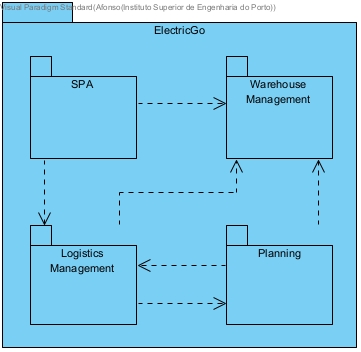 Visual Paradigm Standard(Afonso(Instituto Superior de Engenharia do Porto))
ElectricGo
SPA
Warehouse
Management
Logistics
Management
Planning